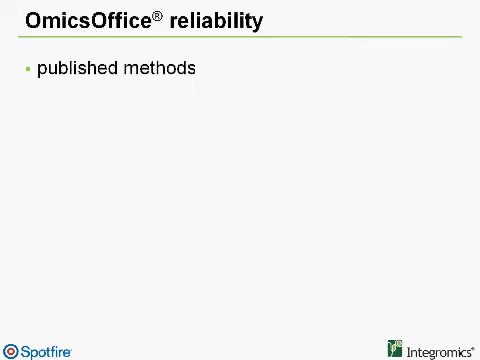 OmicsOffice® reliability
published methods
Spotfire
Integromics